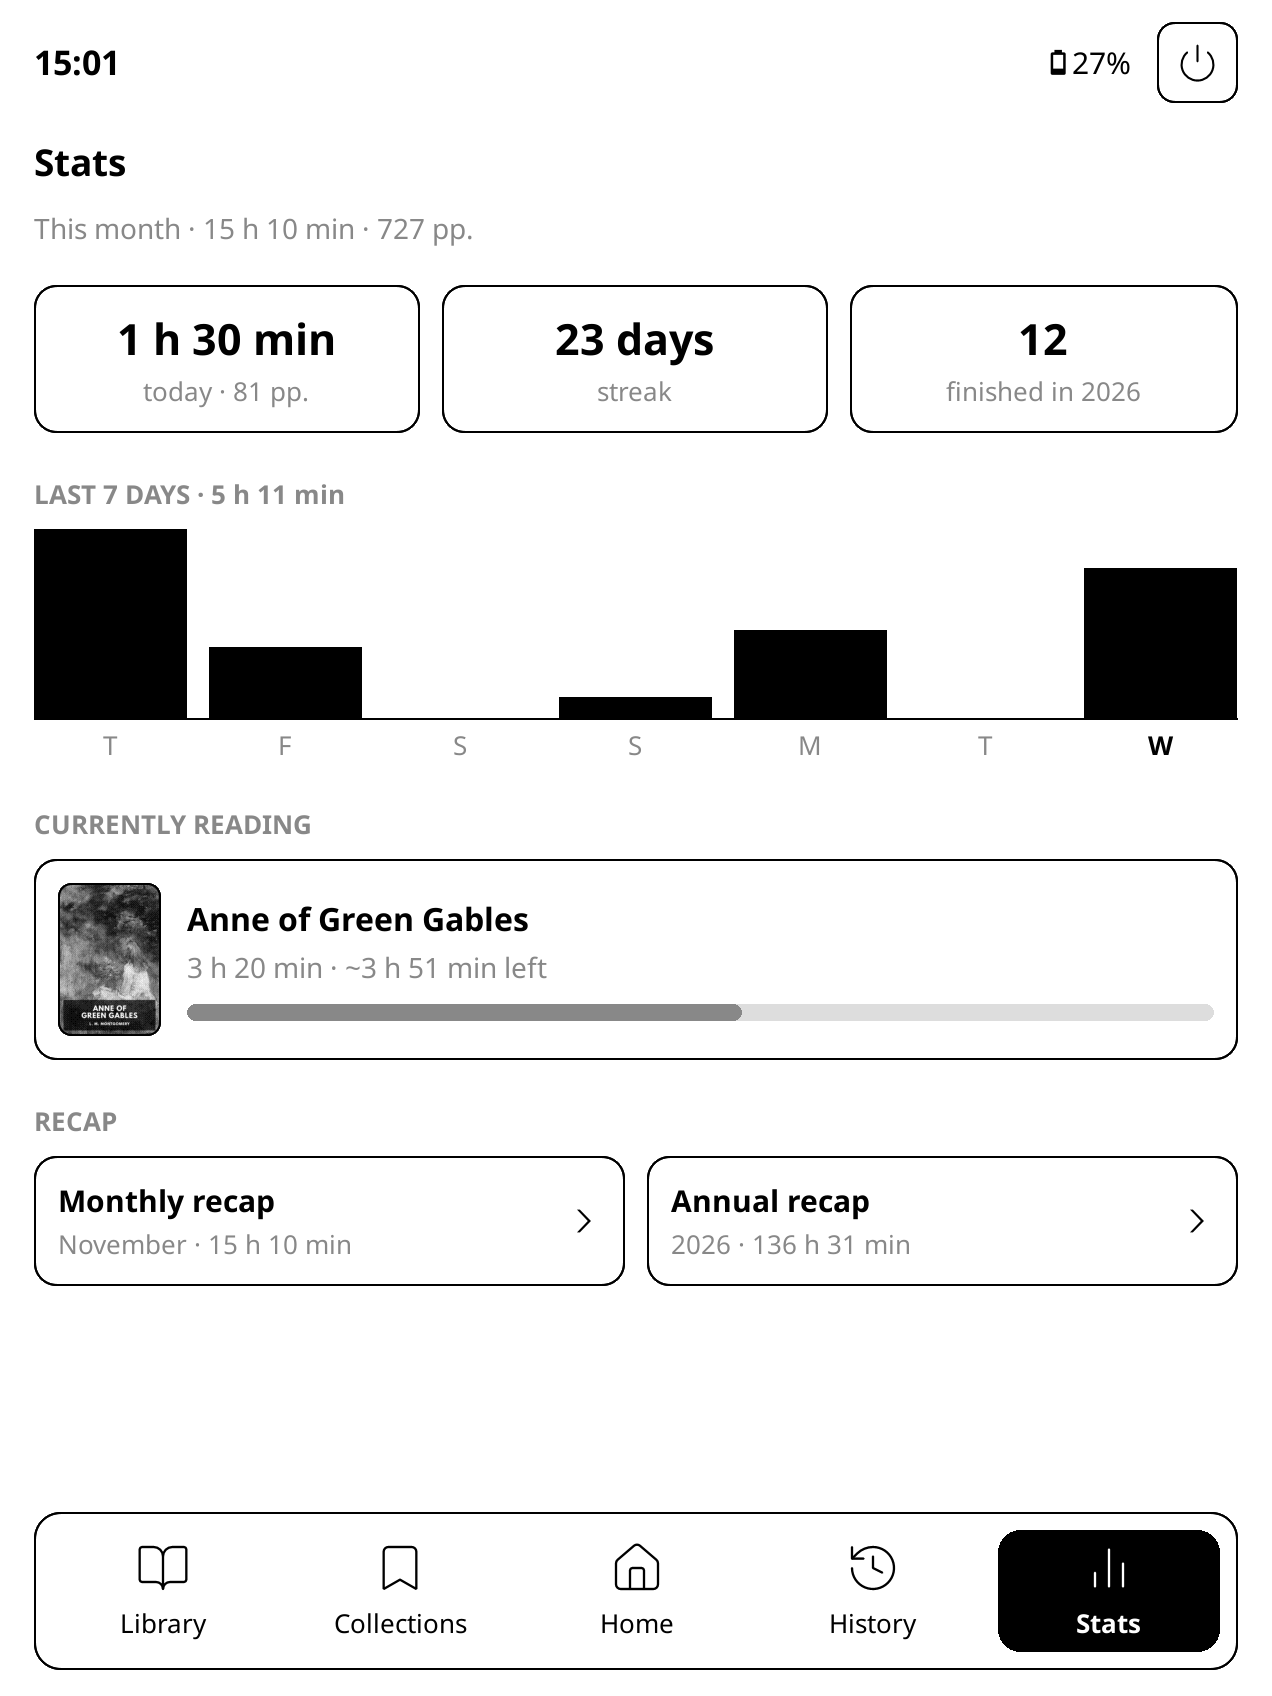 15:01
27%
Stats
This month · 15 h 10 min · 727 pp.
1 h 30 min
today · 81 pp.
23 days
streak
12
finished in 2026
LAST 7 DAYS · 5 h 11 min
T F S S M T W
CURRENTLY READING
ANNE OF
GREEN GABLES
L. M. MONTGOMERY
Anne of Green Gables
3 h 20 min · ~3 h 51 min left
RECAP
Monthly recap
November · 15 h 10 min
Annual recap
2026 · 136 h 31 min
Library
Collections
Home
History
Stats